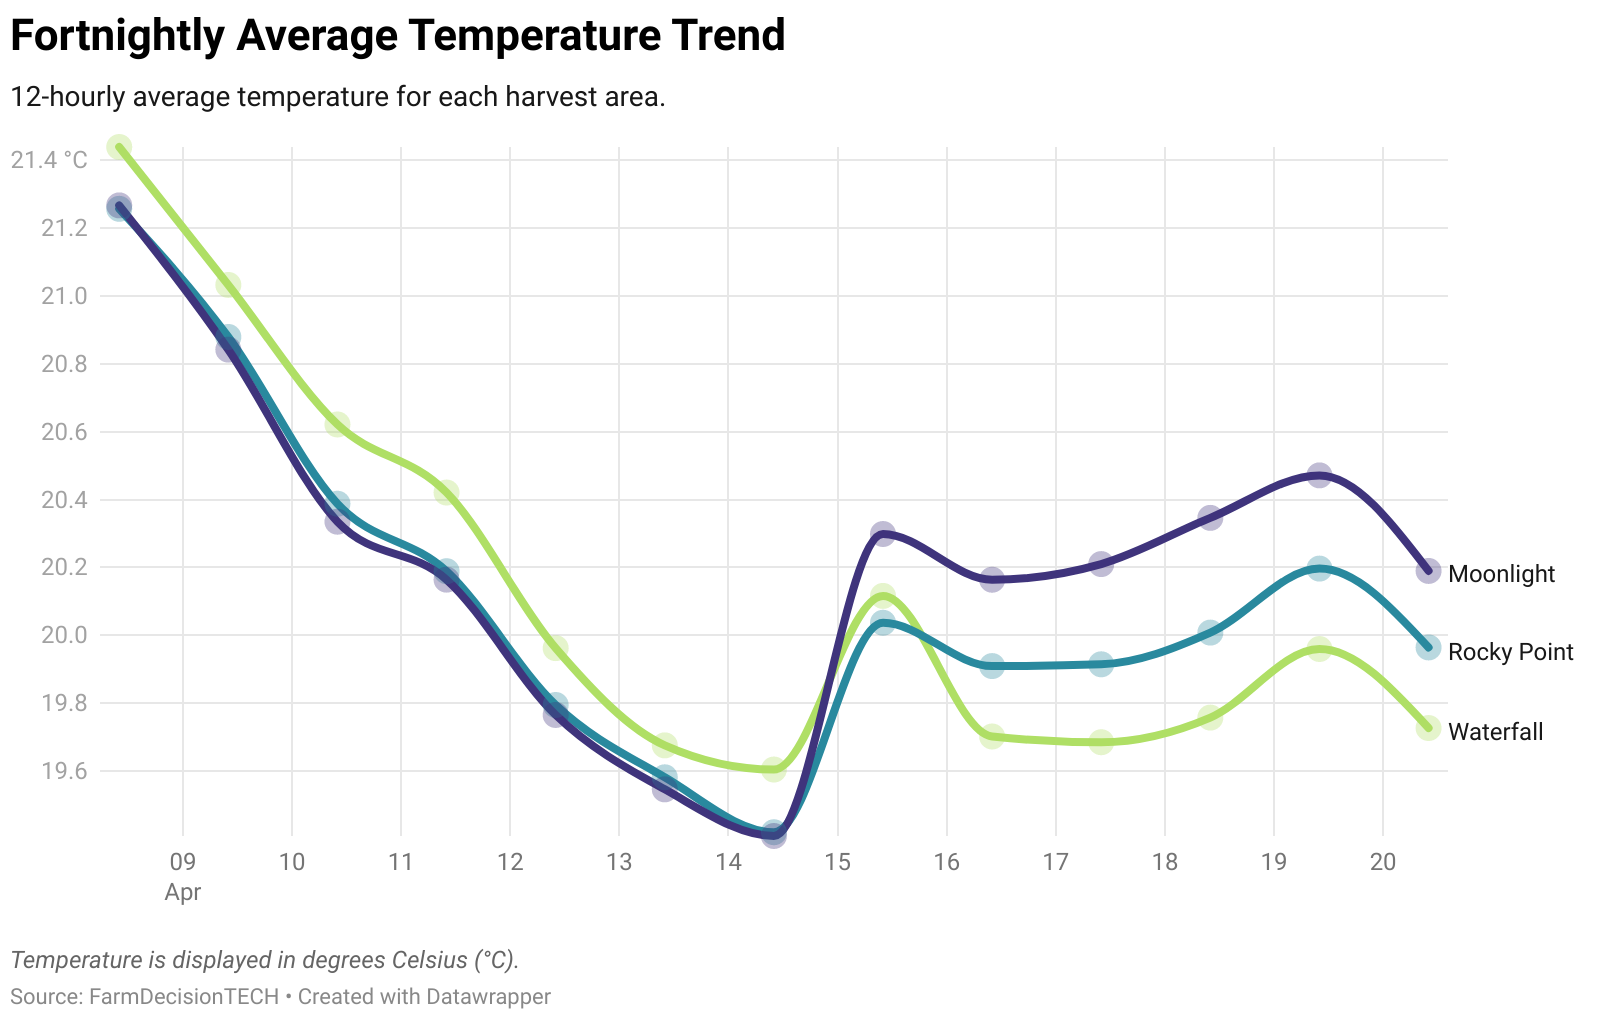 Fortnightly Average Temperature Trend
12-hourly average temperature for each harvest area.
21.4 °C
21.2
21.0
20.8
20.6
20.4
20.2
20.0
19.8
19.6
Moonlight
Rocky Point
Waterfall
09 10 11 12 13 14 15 16 17 18 19 20
Apr
Temperature is displayed in degrees Celsius (°C).
Source: FarmDecisionTECH • Created with Datawrapper